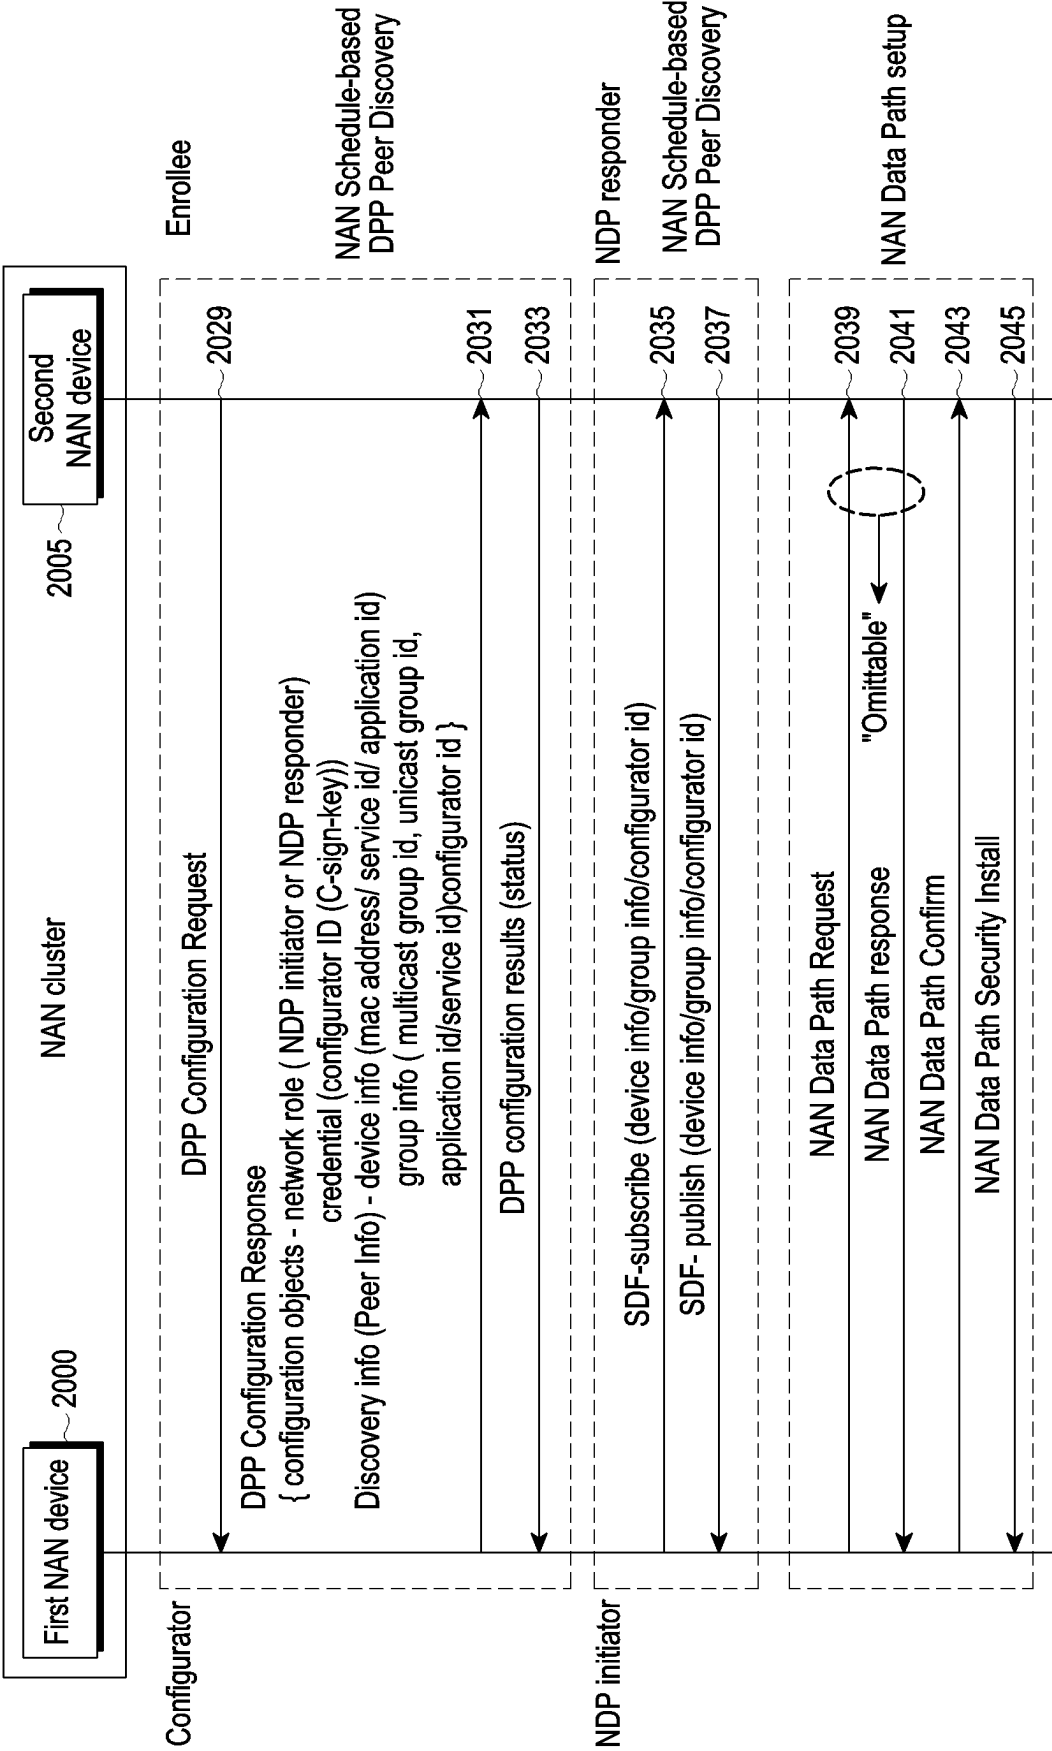 NAN cluster
First NAN device
2000
2005
Second
NAN device
Configurator
Enrollee
DPP Configuration Request
2029
DPP Configuration Response
{ configuration objects - network role ( NDP initiator or NDP responder)
credential (configurator ID (C-sign-key))
Discovery info (Peer Info) - device info (mac address/ service id/ application id)
group info ( multicast group id, unicast group id,
application id/service id)configurator id }
NAN Schedule-based
DPP Peer Discovery
2031
DPP configuration results (status)
2033
NDP initiator
NDP responder
SDF-subscribe (device info/group info/configurator id)
2035
SDF- publish (device info/group info/configurator id)
2037
NAN Schedule-based
DPP Peer Discovery
NAN Data Path Request
2039
NAN Data Path response
2041
"Omittable"
NAN Data Path Confirm
2043
NAN Data Path Security Install
2045
NAN Data Path setup